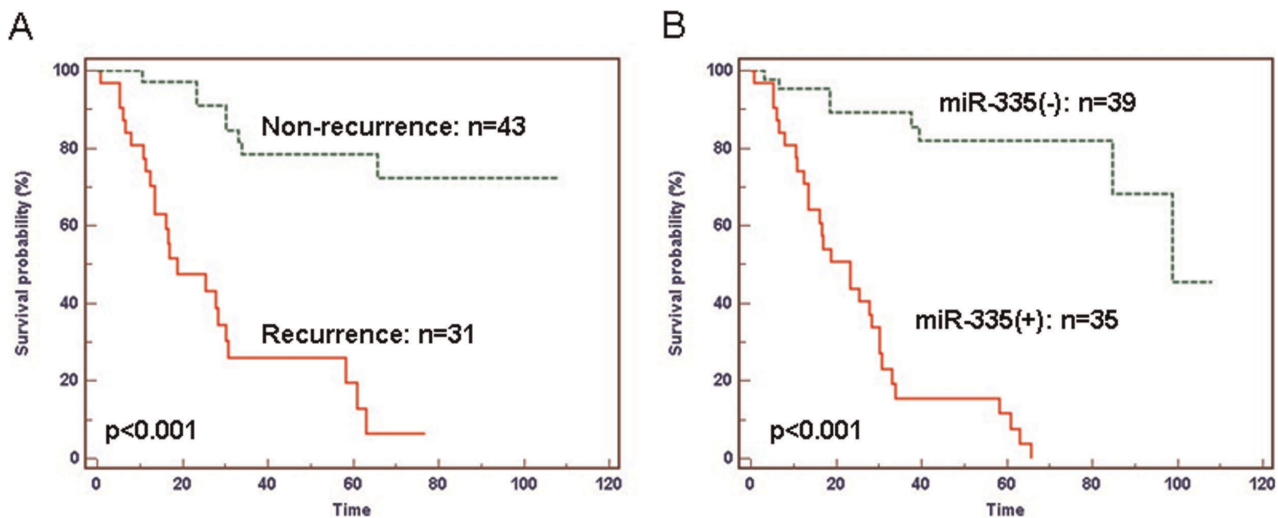 A
100
80
60
40
20
0
Survival probability (%)
Non-recurrence: n=43
Recurrence: n=31
p<0.001
0 20 40 60 80 100 120
Time
B
100
80
60
40
20
0
Survival probability (%)
miR-335(-): n=39
miR-335(+): n=35
p<0.001
0 20 40 60 80 100 120
Time